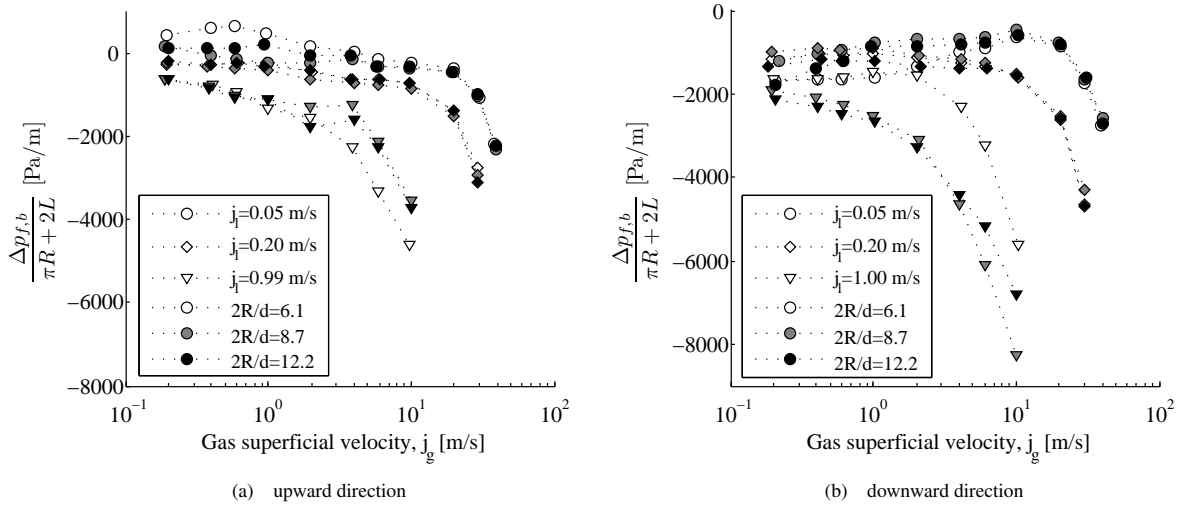 0
−2000
−4000
−6000
−8000
Δp_{f,b}
πR + 2L
[Pa/m]
j_l=0.05 m/s
j_l=0.20 m/s
j_l=0.99 m/s
2R/d=6.1
2R/d=8.7
2R/d=12.2
10^{−1} 10^0 10^1 10^2
Gas superficial velocity, j_g [m/s]
(a) upward direction
0
−2000
−4000
−6000
−8000
Δp_{f,b}
πR + 2L
[Pa/m]
j_l=0.05 m/s
j_l=0.20 m/s
j_l=1.00 m/s
2R/d=6.1
2R/d=8.7
2R/d=12.2
10^{−1} 10^0 10^1 10^2
Gas superficial velocity, j_g [m/s]
(b) downward direction